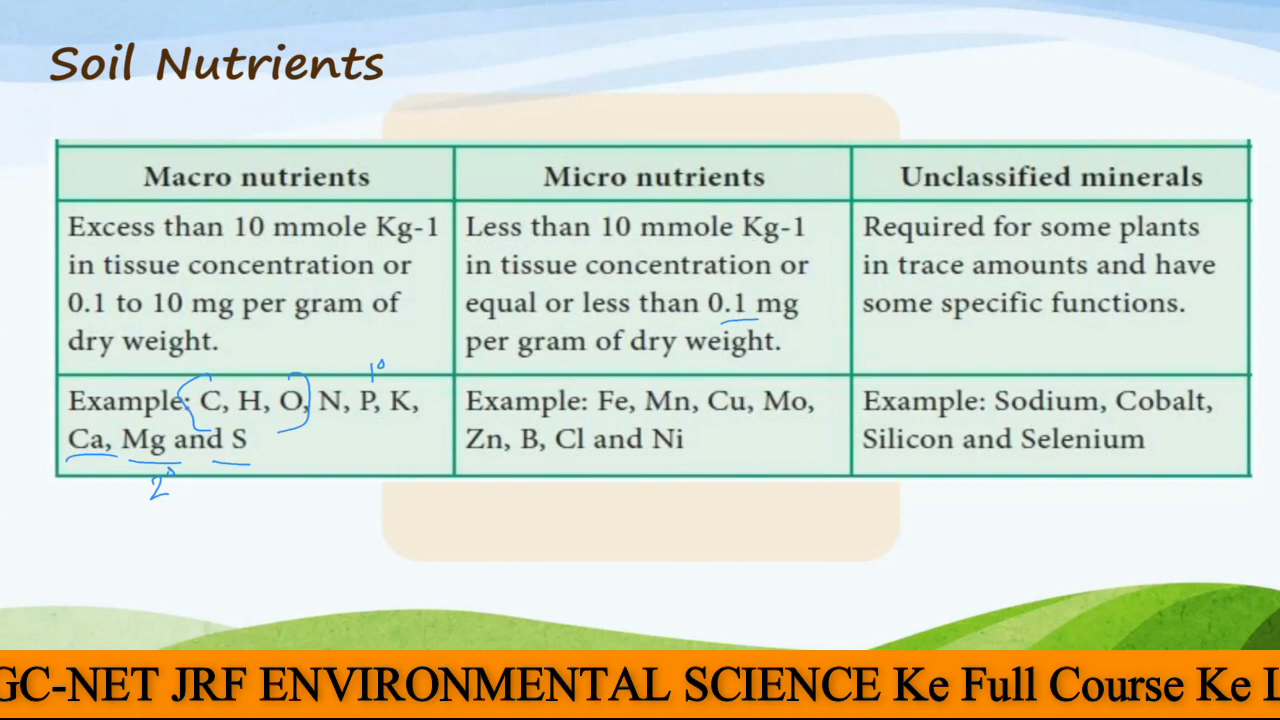 Soil Nutrients
Macro nutrients
Micro nutrients
Unclassified minerals
Excess than 10 mmole Kg-1
in tissue concentration or
0.1 to 10 mg per gram of
dry weight.
Less than 10 mmole Kg-1
in tissue concentration or
equal or less than 0.1 mg
per gram of dry weight.
Required for some plants
in trace amounts and have
some specific functions.
1°
Example: C, H, O, N, P, K,
Ca, Mg and S
2°
Example: Fe, Mn, Cu, Mo,
Zn, B, Cl and Ni
Example: Sodium, Cobalt,
Silicon and Selenium
GC-NET JRF ENVIRONMENTAL SCIENCE Ke Full Course Ke